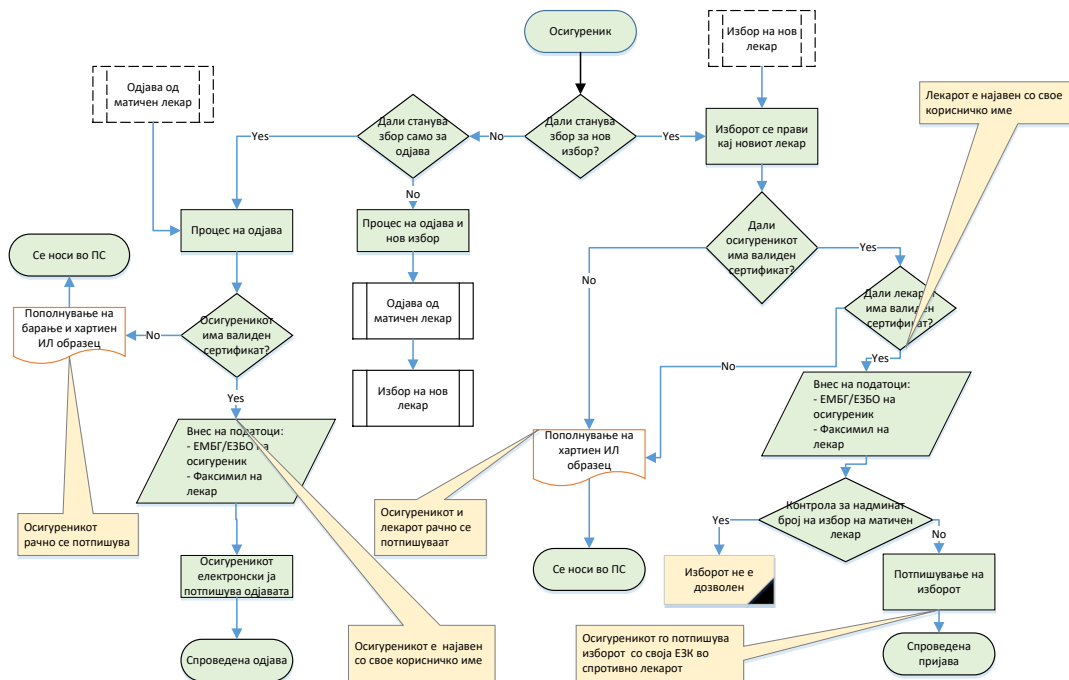 Осигуреник
Избор на нов
лекар
Одјава од
матичен лекар
Лекарот е најавен со свое
корисничко име
Дали станува
збор само за
одјава
Дали станува
збор за нов
избор?
Изборот се прави
кај новиот лекар
Yes
No
Yes
No
Процес на одјава
Процес на одјава и
нов избор
Дали
осигуреникот
има валиден
сертификат?
Yes
No
Се носи во ПС
Дали лекарот
има валиден
сертификат?
Пополнување на
барање и хартиен
ИЛ образец
No
Осигуреникот
има валиден
сертификат?
Одјава од
матичен лекар
Yes
No
Избор на нов
лекар
Yes
Внес на податоци:
- ЕМБГ/ЕЗБО на
осигуреник
- Факсимил на
лекар
Внес на податоци:
- ЕМБГ/ЕЗБО на
осигуреник
- Факсимил на
лекар
Пополнување на
хартиен ИЛ
образец
Осигуреникот
рачно се потпишува
Осигуреникот и
лекарот рачно се
потпишуваат
Контрола за надминат
број на избор на матичен
лекар
Yes
No
Осигуреникот
електронски ја
потпишува одјавата
Се носи во ПС
Изборот не е
дозволен
Потпишување на
изборот
Спроведена одјава
Осигуреникот е најавен
со свое корисничко име
Осигуреникот го потпишува
изборот со своја ЕЗК во
спротивно лекарот
Спроведена
пријава